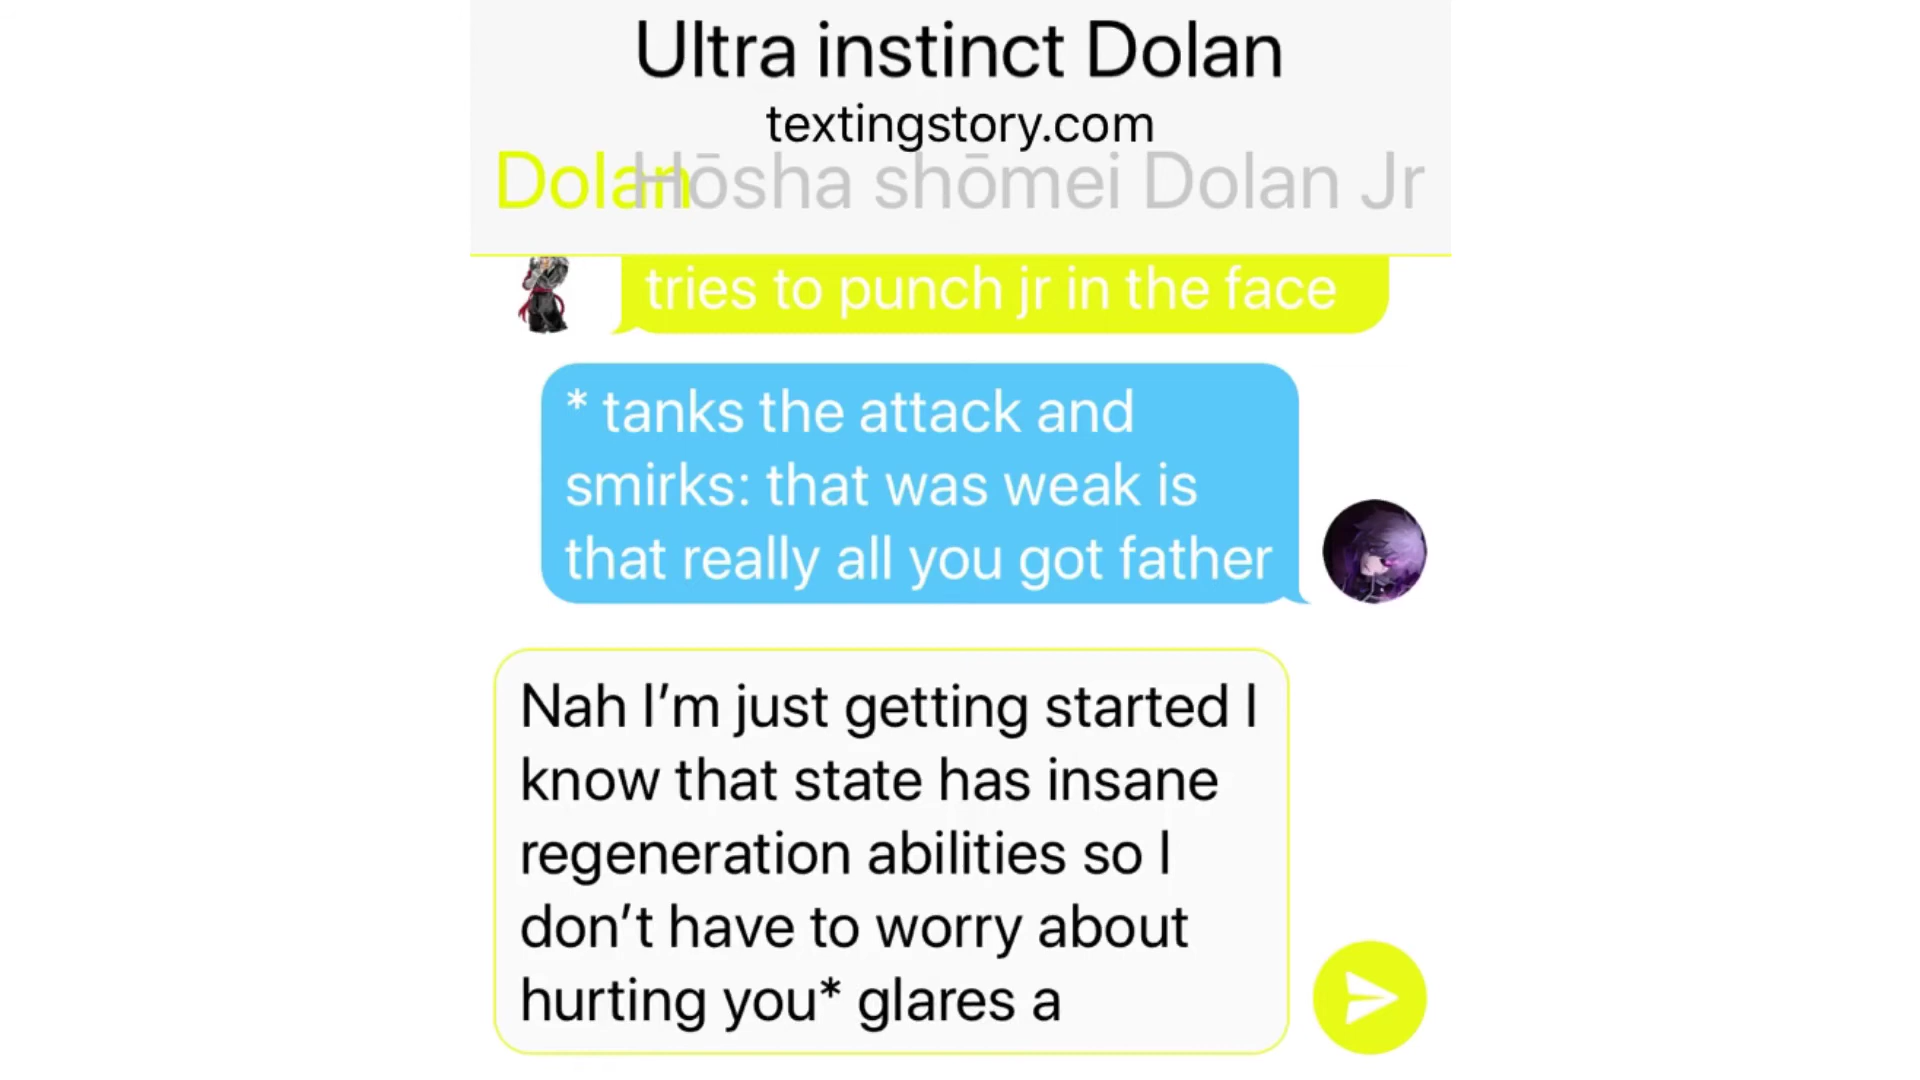 Ultra instinct Dolan
textingstory.com
Dolan
Hōsha shōmei Dolan Jr
tries to punch jr in the face
* tanks the attack and
smirks: that was weak is
that really all you got father
Nah I’m just getting started I
know that state has insane
regeneration abilities so I
don’t have to worry about
hurting you* glares a